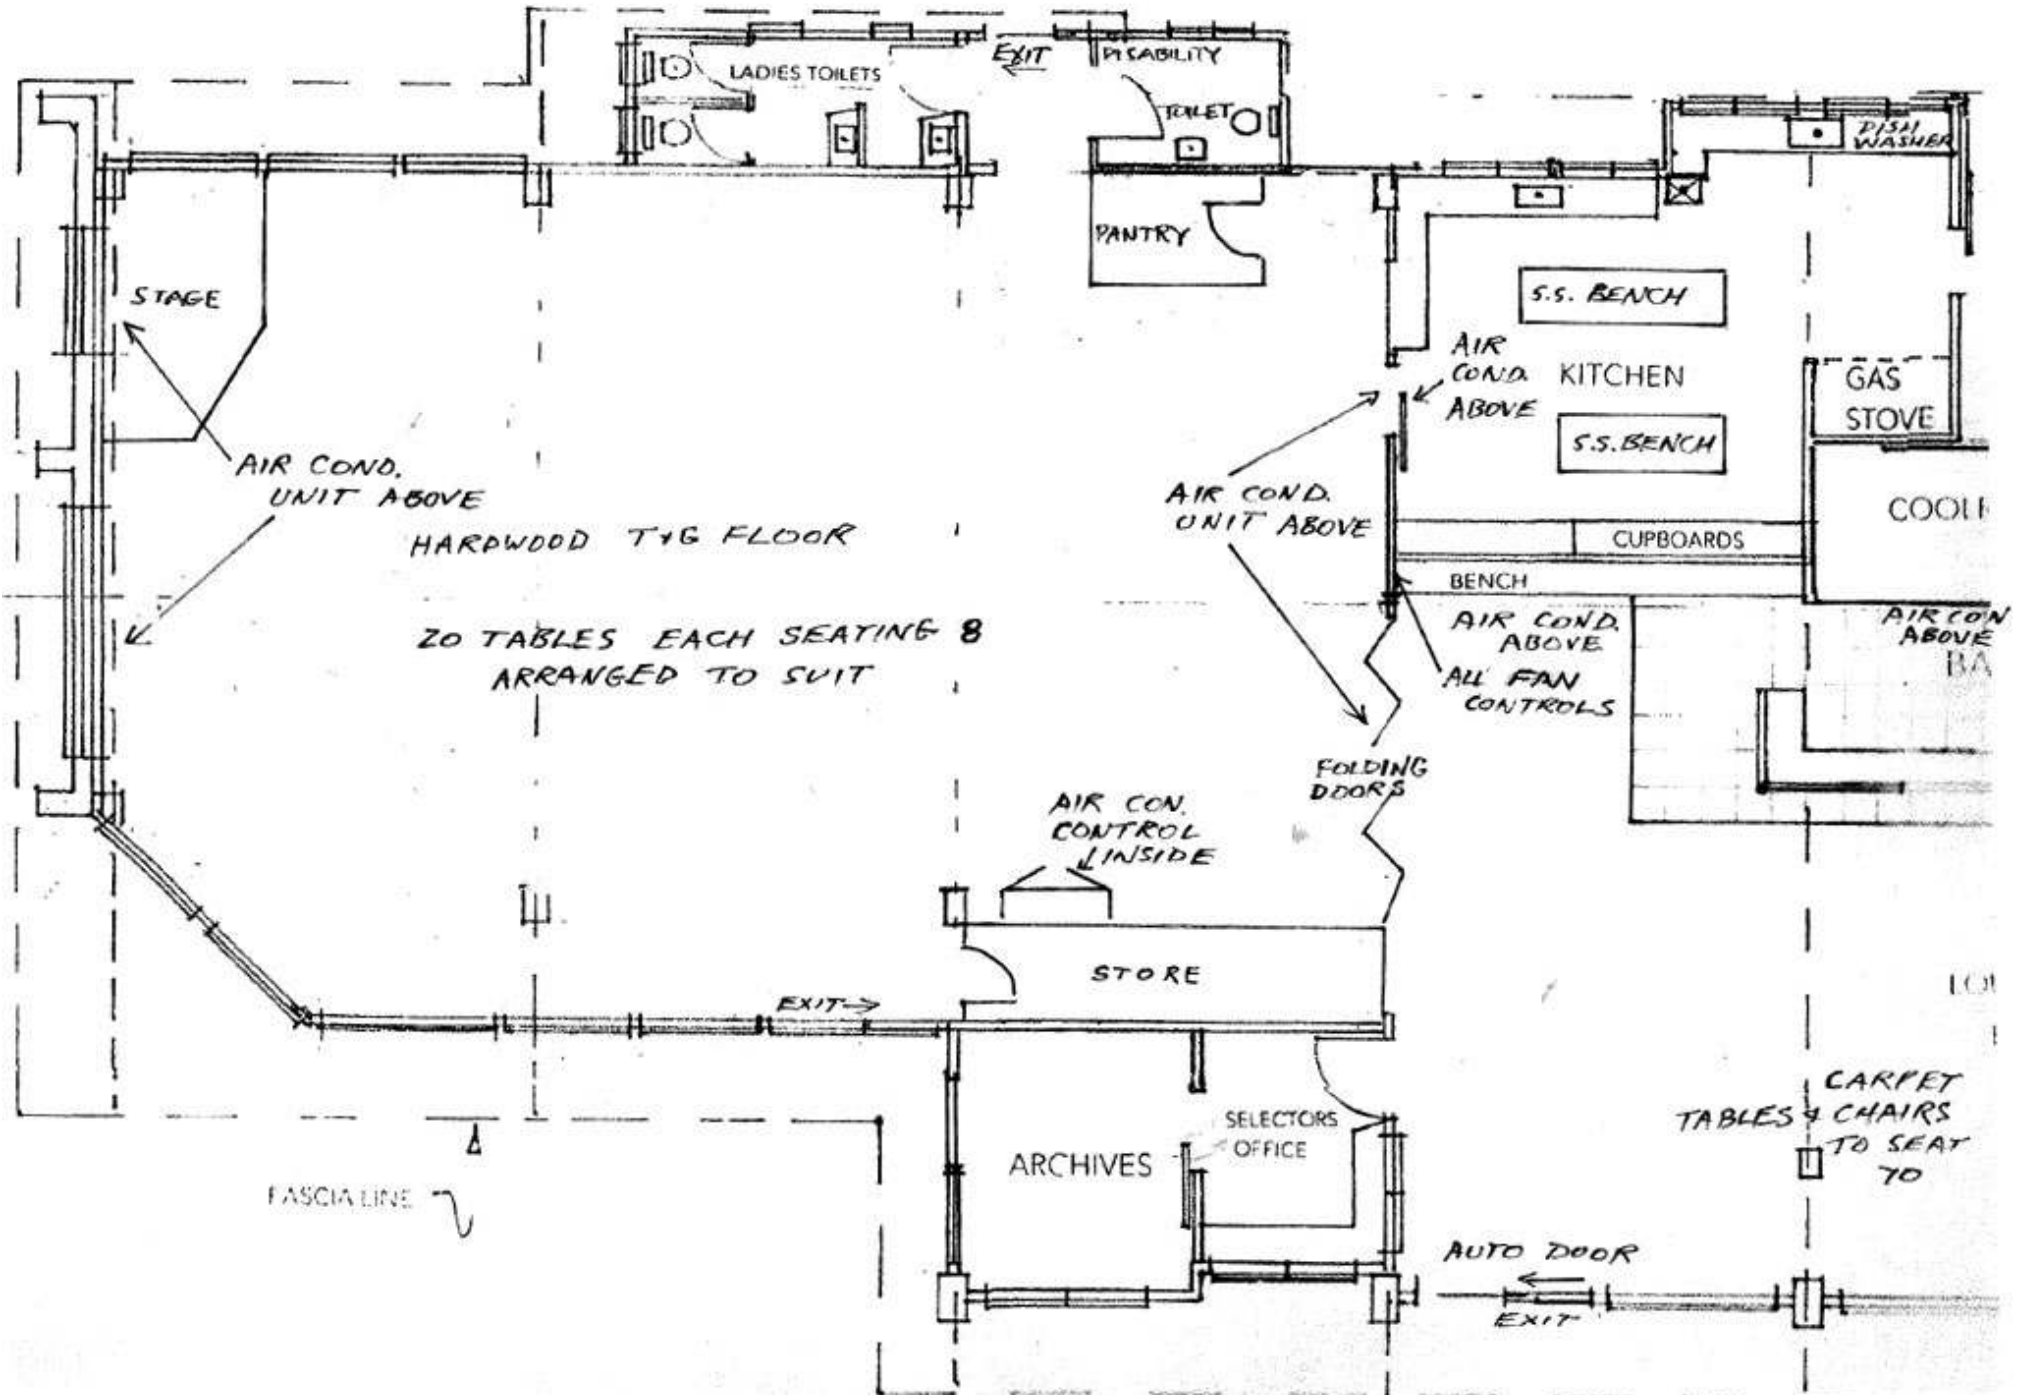 EXIT
DISABILITY
LADIES TOILETS
TOILET
DISH
WASHER
PANTRY
STAGE
S.S. BENCH
AIR
COND.
ABOVE
KITCHEN
GAS
STOVE
S.S. BENCH
AIR COND.
UNIT ABOVE
AIR COND.
UNIT ABOVE
COOL
HARDWOOD T&G FLOOR
CUPBOARDS
BENCH
20 TABLES EACH SEATING 8
ARRANGED TO SUIT
AIR COND.
ABOVE
AIR CON
ABOVE
BA
ALL FAN
CONTROLS
FOLDING
DOORS
AIR CON.
CONTROL
INSIDE
STORE
EXIT
LOU
CARPET
TABLES & CHAIRS
TO SEAT
70
SELECTORS
OFFICE
ARCHIVES
FASCIA LINE
AUTO DOOR
EXIT